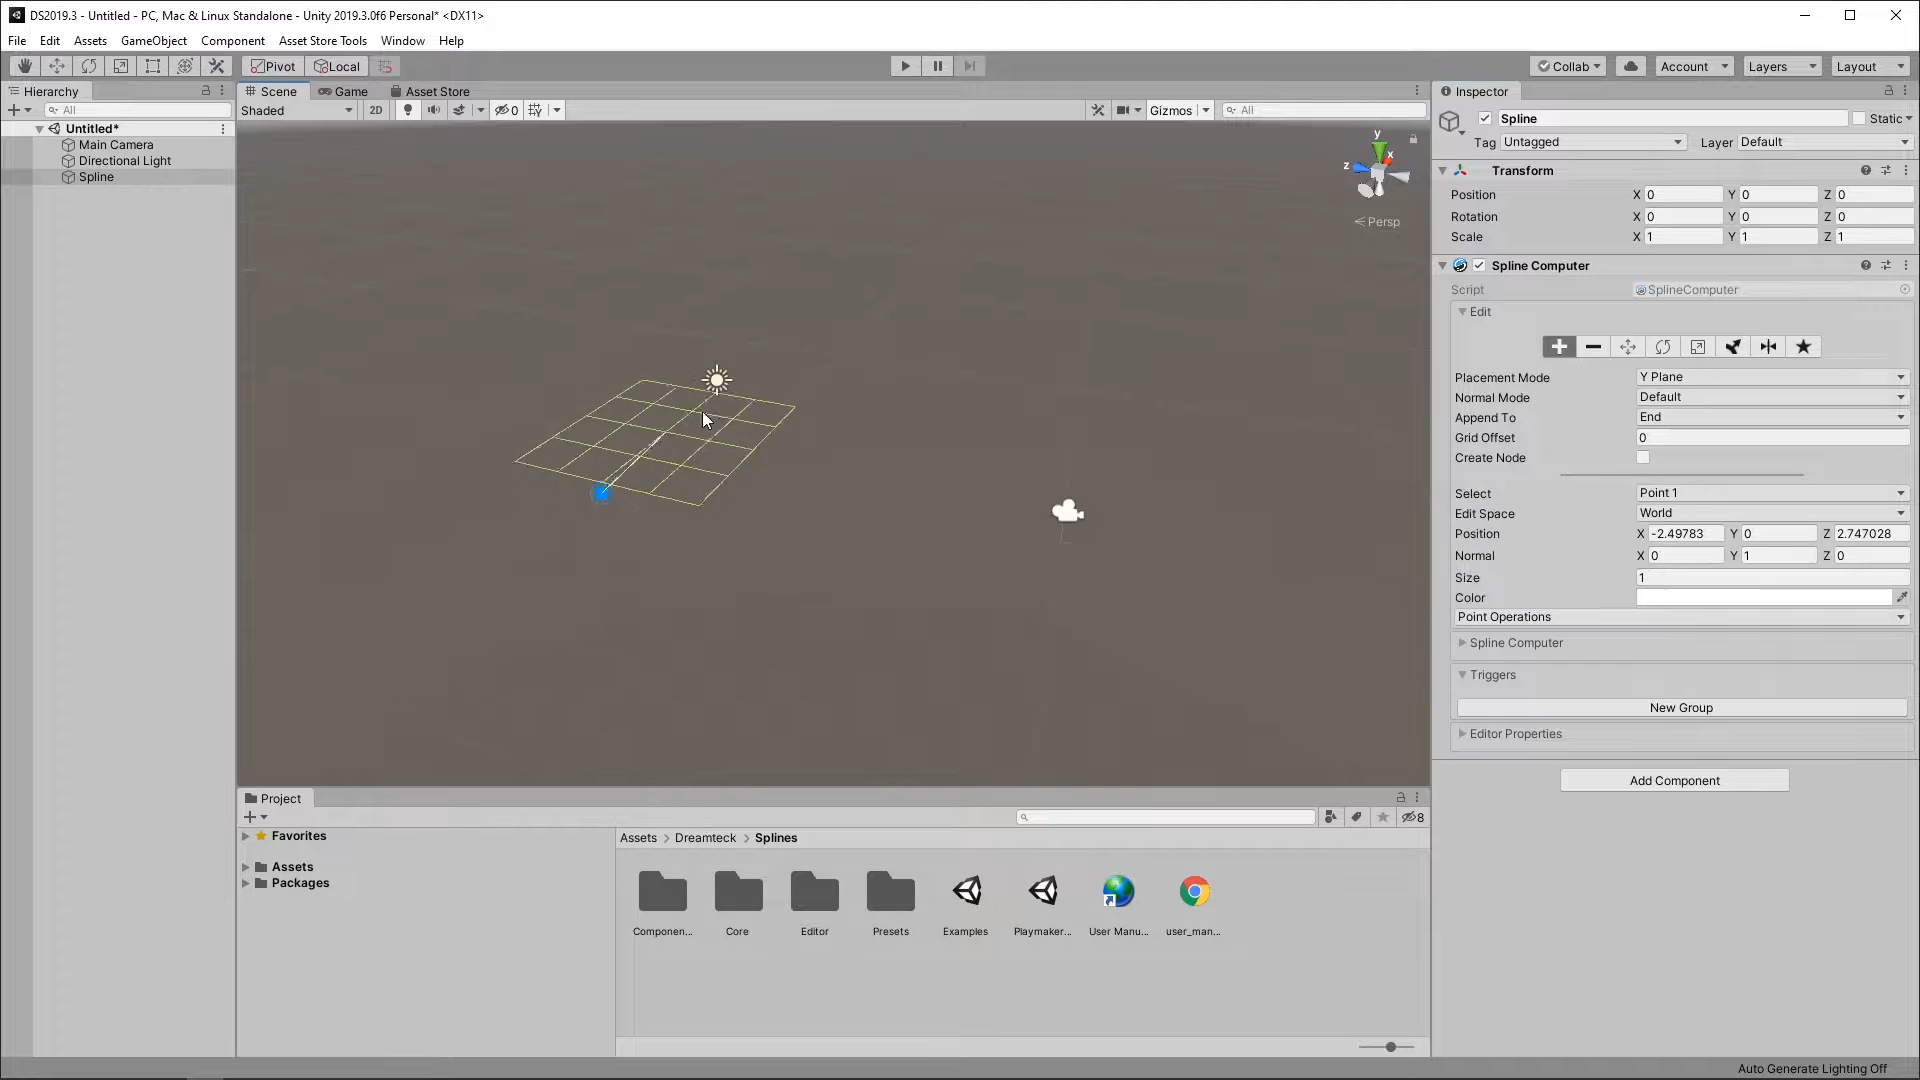 DS2019.3 - Untitled - PC, Mac & Linux Standalone - Unity 2019.3.0f6 Personal* <DX11>
File Edit Assets GameObject Component Asset Store Tools Window Help
Pivot Local Collab Account Layers Layout
Hierarchy
All
Untitled*
Main Camera
Directional Light
Spline
Scene Game Asset Store
Shaded 2D 0 Gizmos All
y
x
z
Persp
Inspector
Spline Static
Tag Untagged Layer Default
Transform
Position X 0 Y 0 Z 0
Rotation X 0 Y 0 Z 0
Scale X 1 Y 1 Z 1
Spline Computer
Script SplineComputer
Edit
Placement Mode Y Plane
Normal Mode Default
Append To End
Grid Offset 0
Create Node
Select Point 1
Edit Space World
Position X -2.49783 Y 0 Z 2.747028
Normal X 0 Y 1 Z 0
Size 1
Color
Point Operations
Spline Computer
Triggers
New Group
Editor Properties
Add Component
Project
8
Favorites
Assets
Packages
Assets > Dreamteck > Splines
Componen... Core Editor Presets Examples Playmaker... User Manu... user_man...
Auto Generate Lighting Off